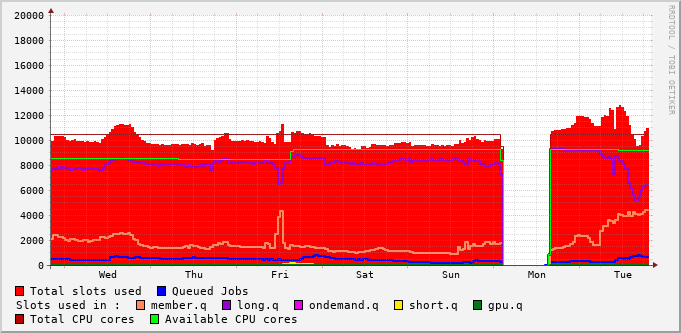 RRDTOOL / TOBI OETIKER
20000
18000
16000
14000
12000
10000
8000
6000
4000
2000
0
Wed Thu Fri Sat Sun Mon Tue
Total slots used Queued Jobs
Slots used in : member.q long.q ondemand.q short.q gpu.q
Total CPU cores Available CPU cores